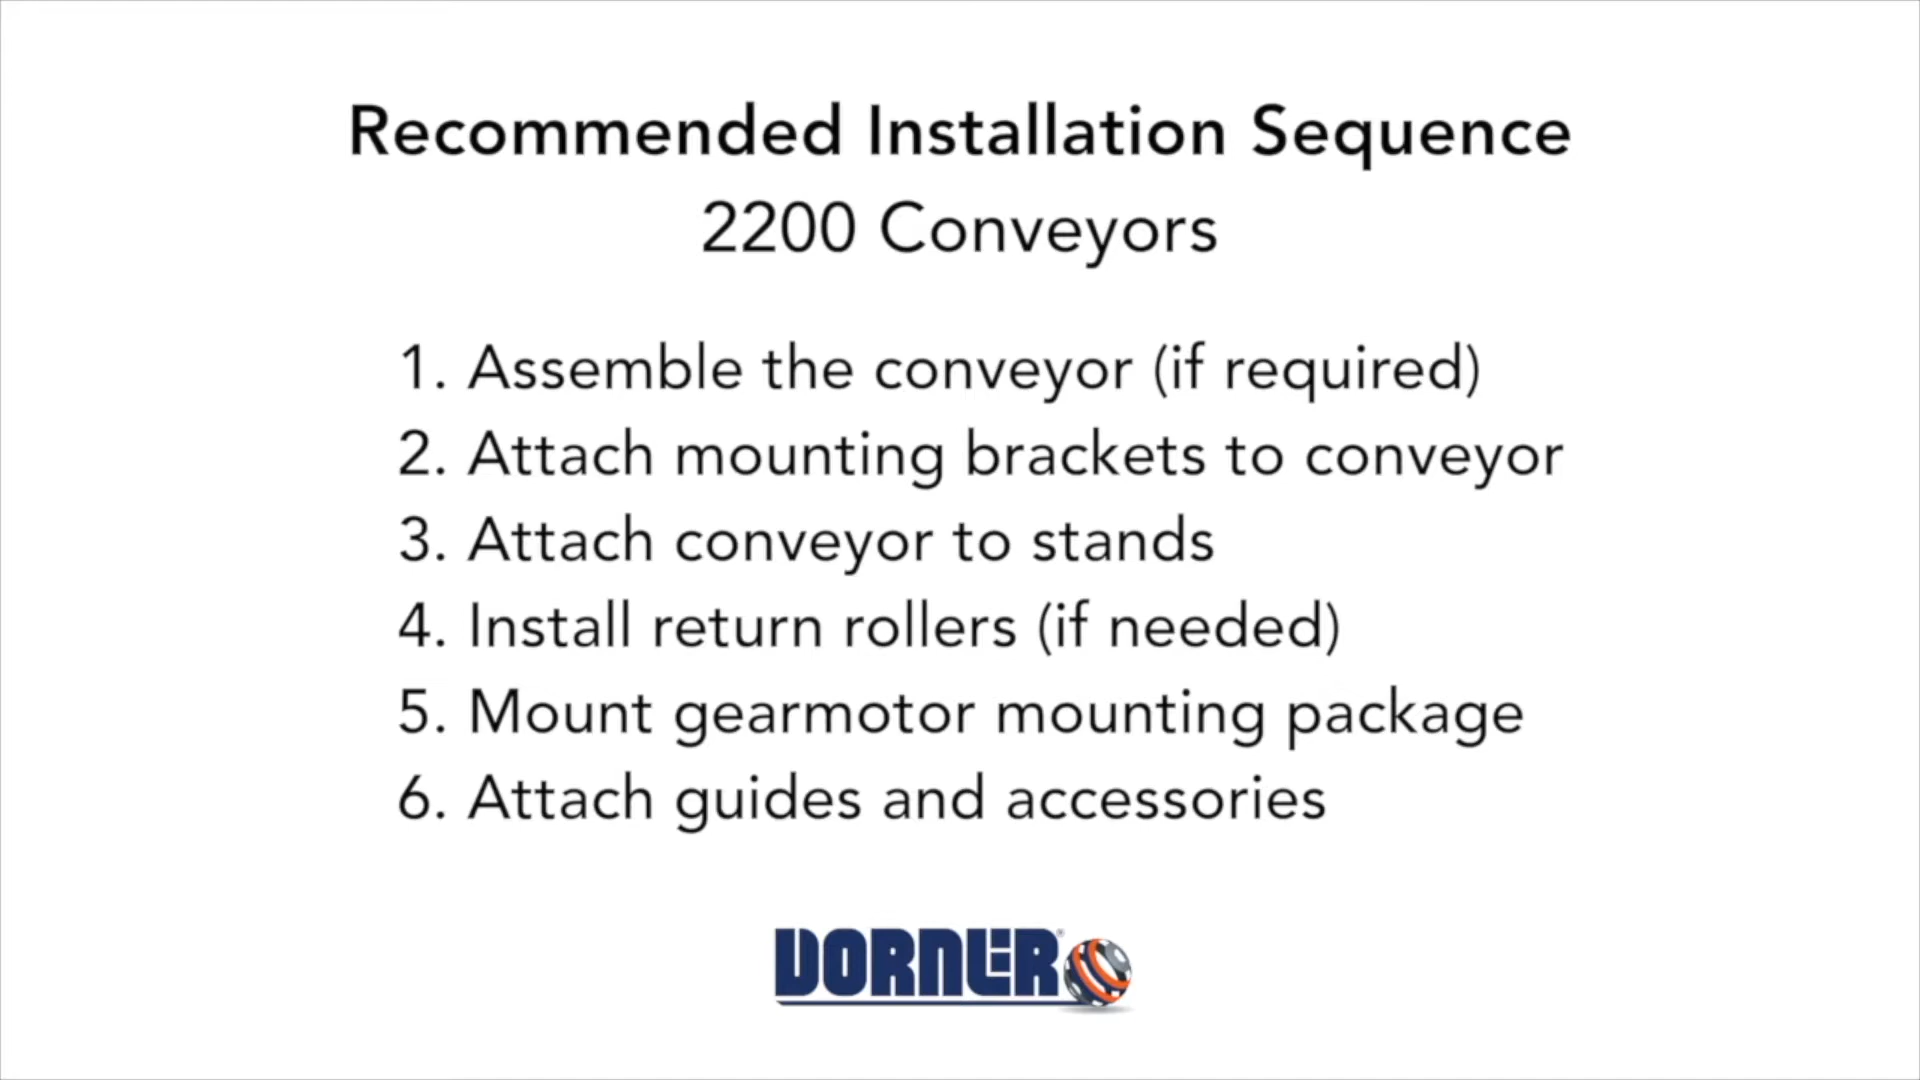 Recommended Installation Sequence
2200 Conveyors
1. Assemble the conveyor (if required)
2. Attach mounting brackets to conveyor
3. Attach conveyor to stands
4. Install return rollers (if needed)
5. Mount gearmotor mounting package
6. Attach guides and accessories
DORNER®